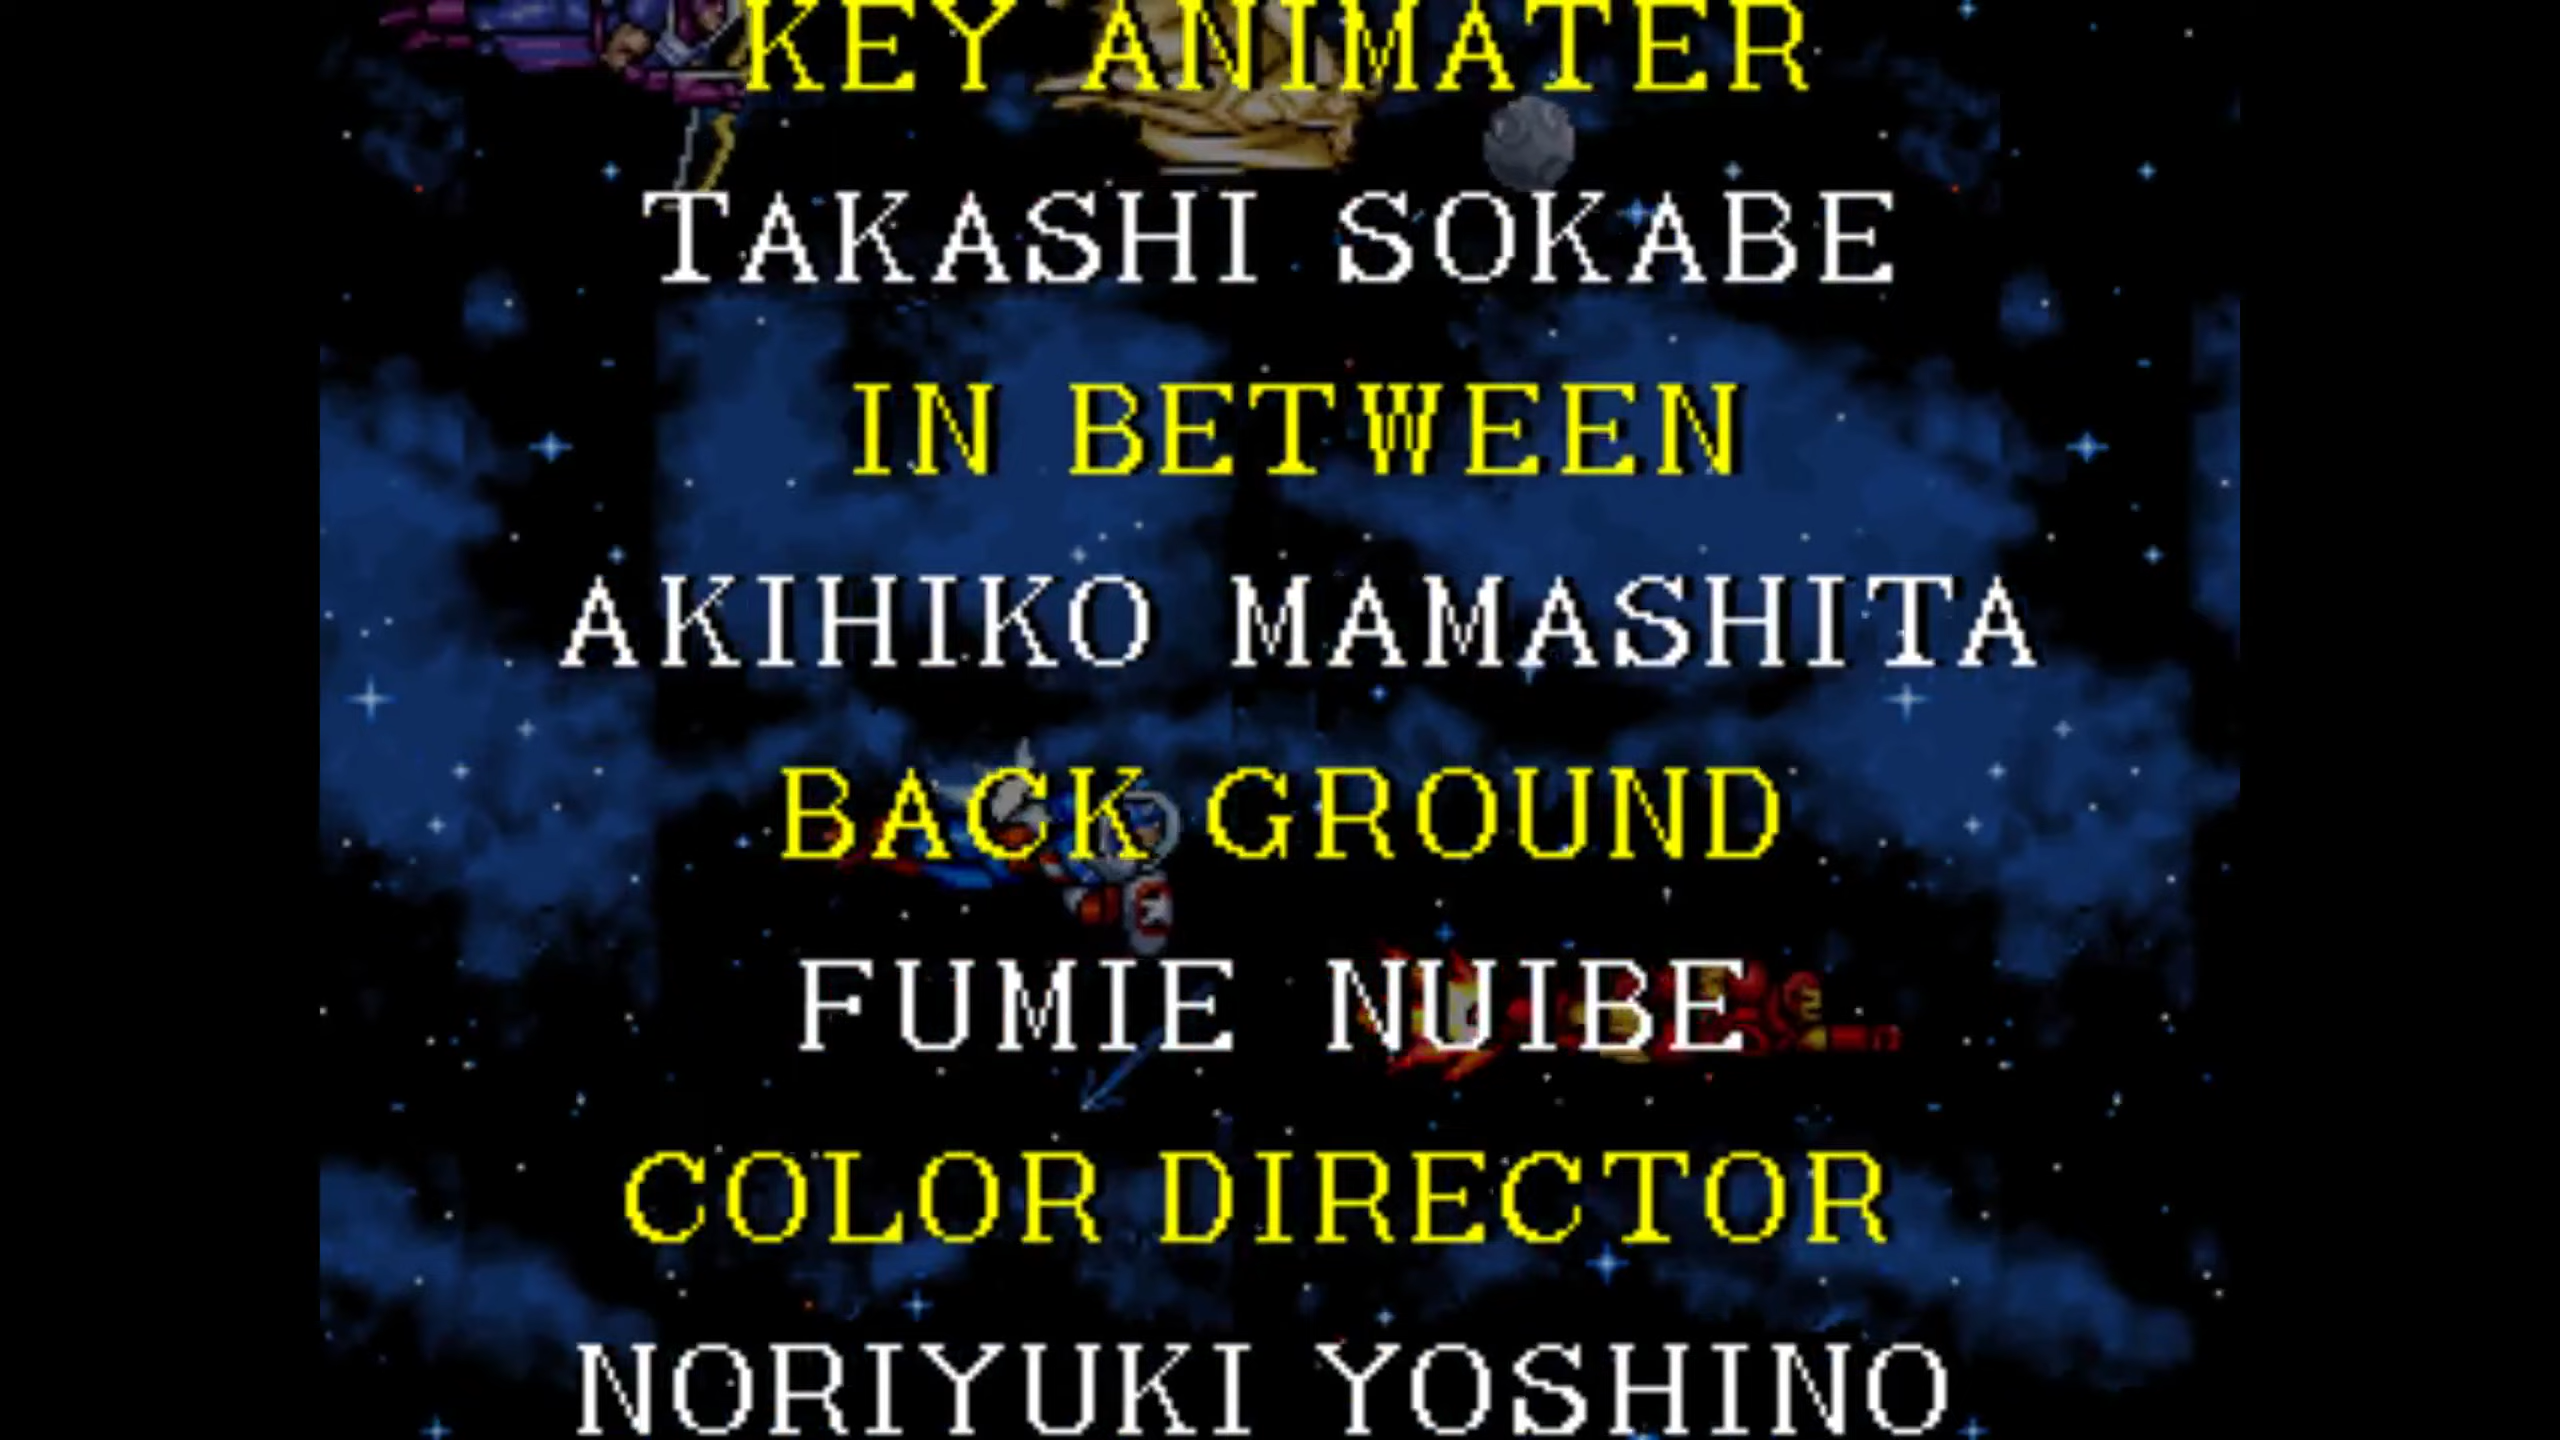 KEY ANIMATER
TAKASHI SOKABE
IN BETWEEN
AKIHIKO MAMASHITA
BACK GROUND
FUMIE NUIBE
COLOR DIRECTOR
NORIYUKI YOSHINO